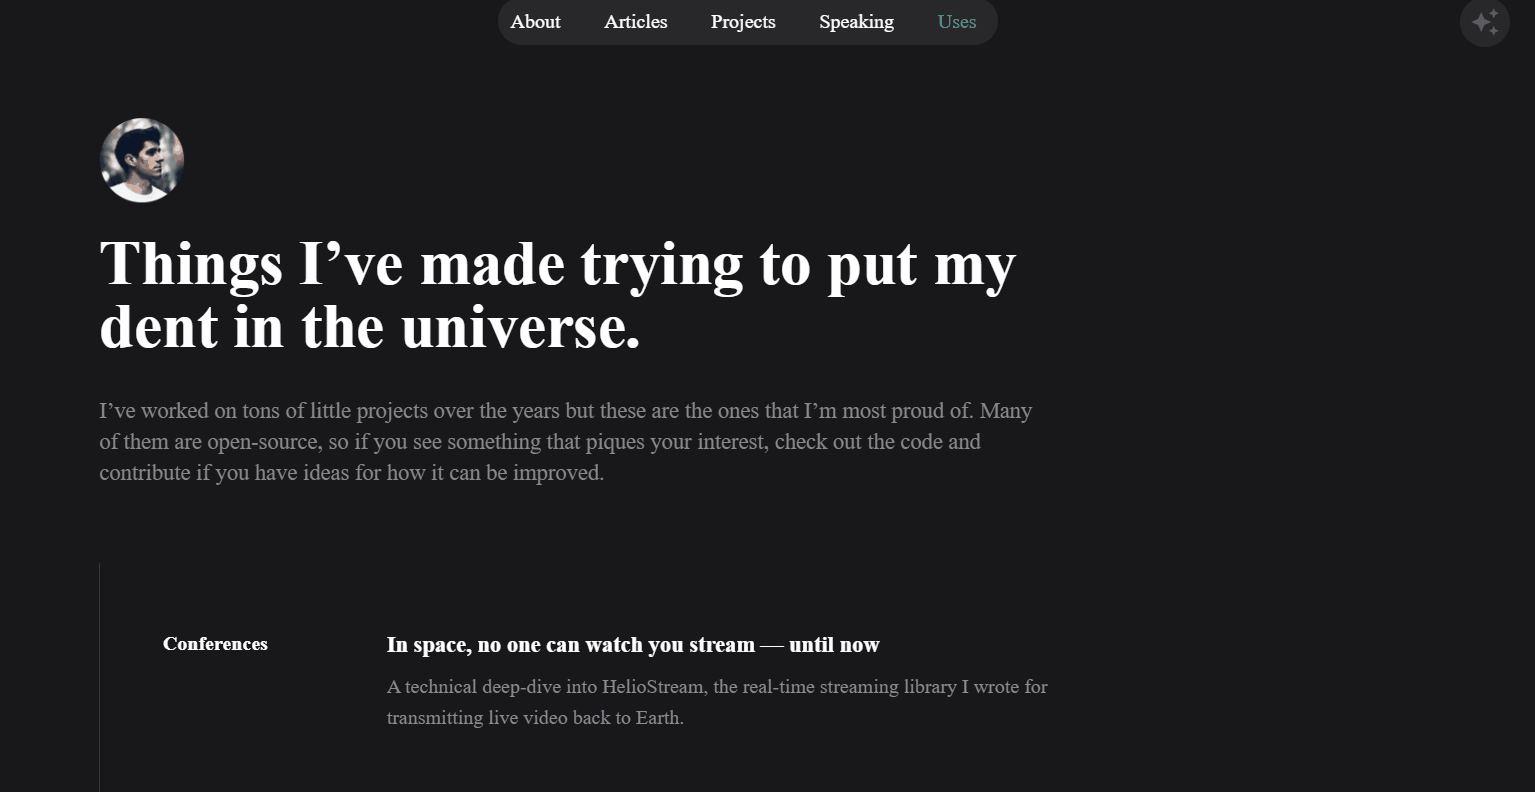 About Articles Projects Speaking Uses
Things I’ve made trying to put my
dent in the universe.
I’ve worked on tons of little projects over the years but these are the ones that I’m most proud of. Many
of them are open-source, so if you see something that piques your interest, check out the code and
contribute if you have ideas for how it can be improved.
Conferences
In space, no one can watch you stream — until now
A technical deep-dive into HelioStream, the real-time streaming library I wrote for
transmitting live video back to Earth.